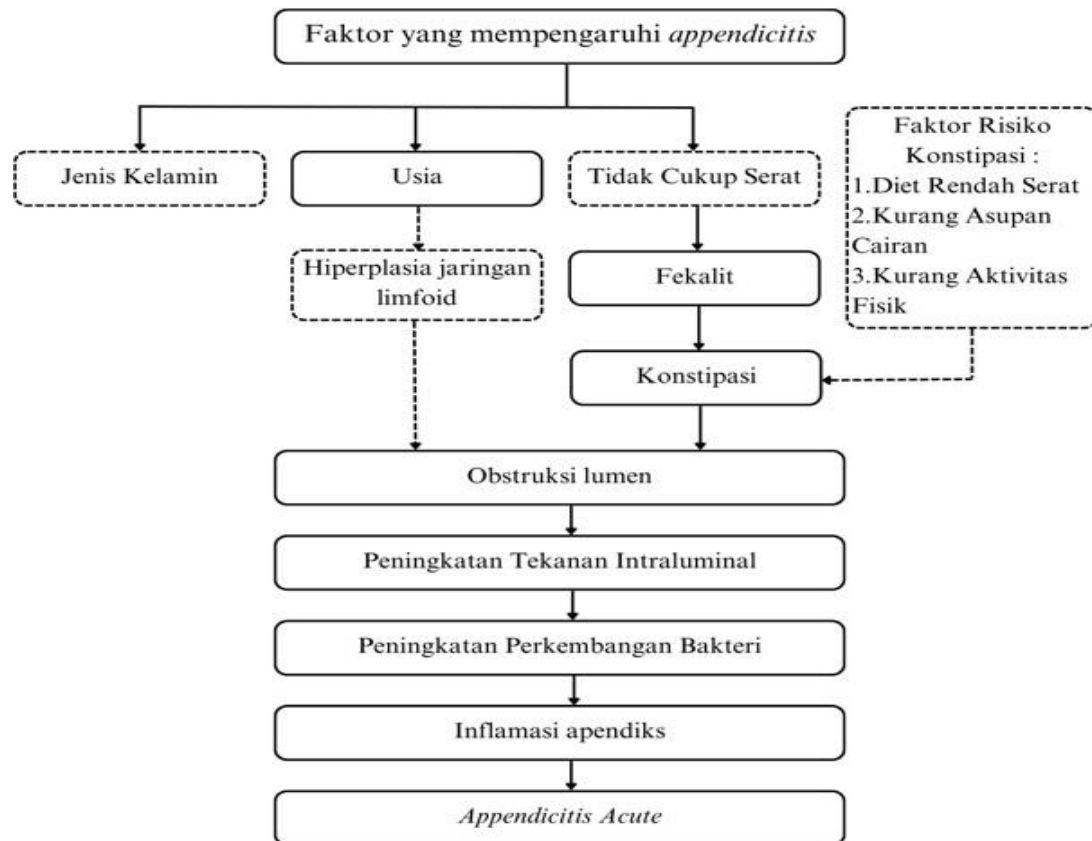 Faktor yang mempengaruhi appendicitis
Jenis Kelamin
Usia
Tidak Cukup Serat
Faktor Risiko
Konstipasi :
1.Diet Rendah Serat
2.Kurang Asupan
Cairan
3.Kurang Aktivitas
Fisik
Hiperplasia jaringan
limfoid
Fekalit
Konstipasi
Obstruksi lumen
Peningkatan Tekanan Intraluminal
Peningkatan Perkembangan Bakteri
Inflamasi apendiks
Appendicitis Acute